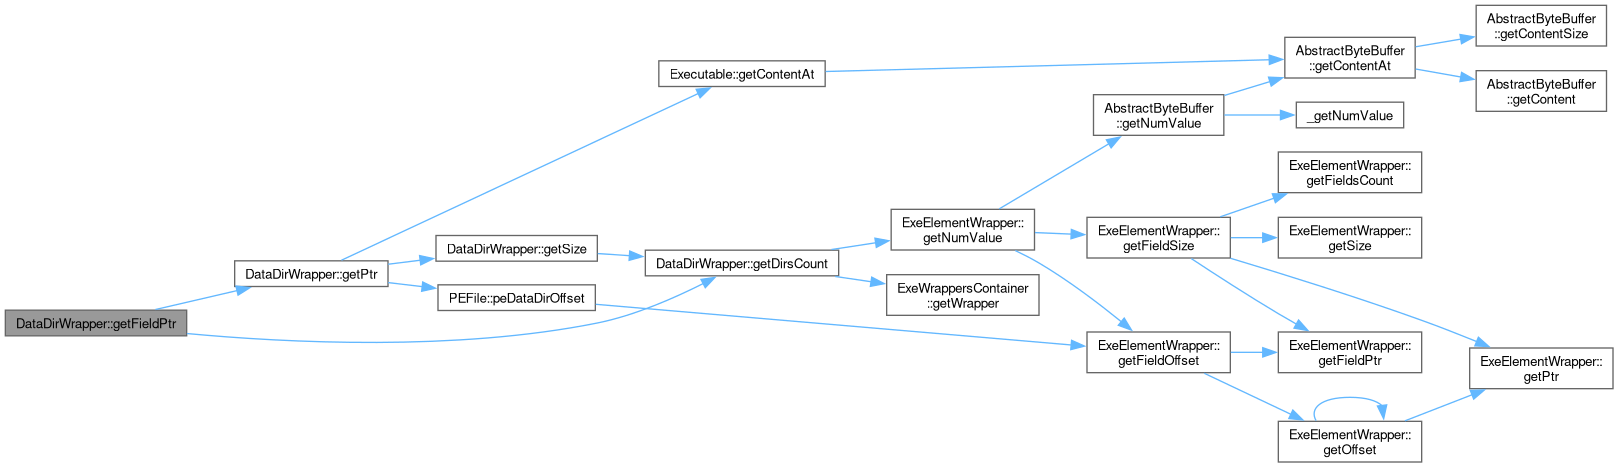 DataDirWrapper::getFieldPtr
DataDirWrapper::getPtr
Executable::getContentAt
DataDirWrapper::getSize
PEFile::peDataDirOffset
DataDirWrapper::getDirsCount
ExeElementWrapper::
getNumValue
ExeWrappersContainer
::getWrapper
AbstractByteBuffer
::getNumValue
ExeElementWrapper::
getFieldSize
ExeElementWrapper::
getFieldOffset
AbstractByteBuffer
::getContentAt
_getNumValue
ExeElementWrapper::
getFieldsCount
ExeElementWrapper::
getSize
ExeElementWrapper::
getFieldPtr
ExeElementWrapper::
getOffset
AbstractByteBuffer
::getContentSize
AbstractByteBuffer
::getContent
ExeElementWrapper::
getPtr